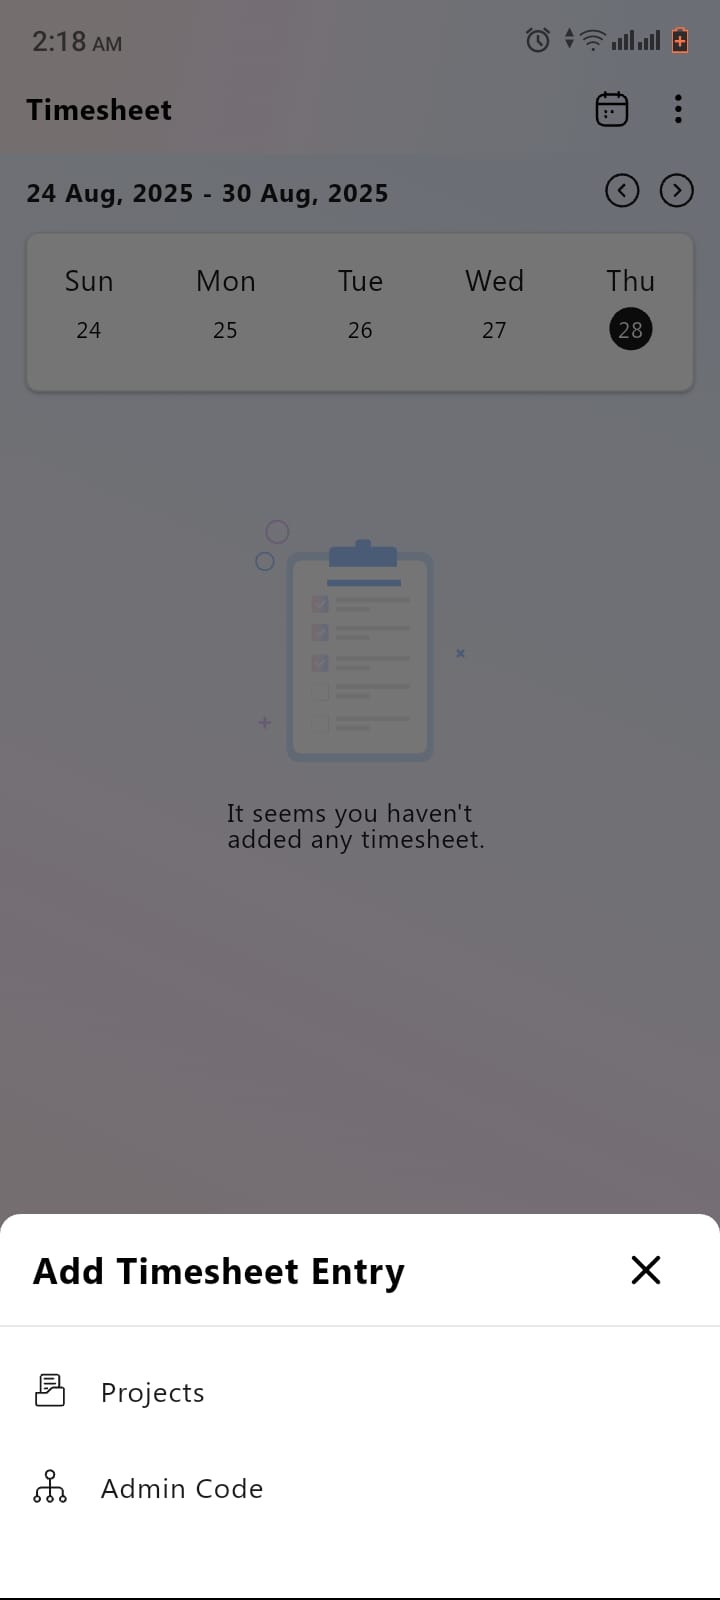 2:18 AM
Timesheet
24 Aug, 2025 - 30 Aug, 2025
Sun Mon Tue Wed Thu
24 25 26 27 28
It seems you haven't
added any timesheet.
Add Timesheet Entry
Projects
Admin Code